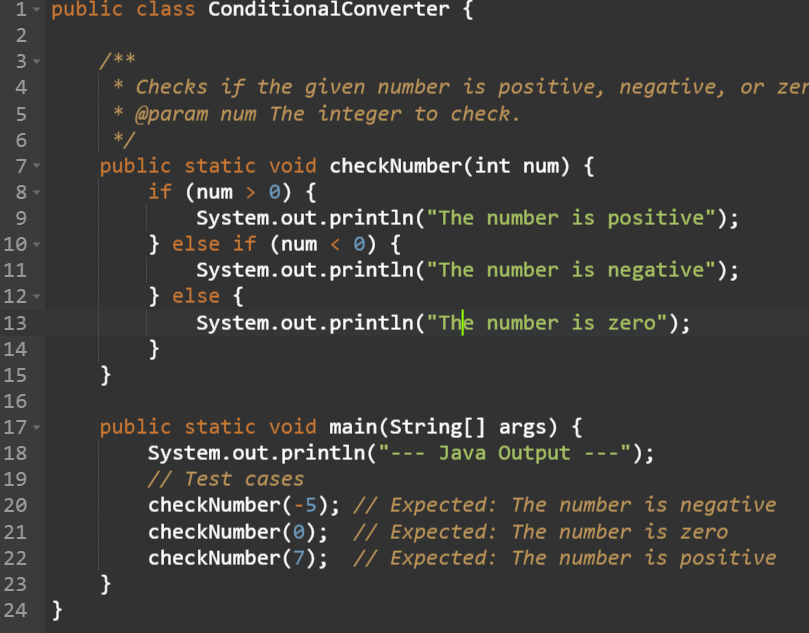 1 public class ConditionalConverter {
2
3 /**
4 * Checks if the given number is positive, negative, or
5 * @param num The integer to check.
6 */
7 public static void checkNumber(int num) {
8 if (num > 0) {
9 System.out.println("The number is positive");
10 } else if (num < 0) {
11 System.out.println("The number is negative");
12 } else {
13 System.out.println("The number is zero");
14 }
15 }
16
17 public static void main(String[] args) {
18 System.out.println("--- Java Output ---");
19 // Test cases
20 checkNumber(-5); // Expected: The number is negative
21 checkNumber(0); // Expected: The number is zero
22 checkNumber(7); // Expected: The number is positive
23 }
24 }